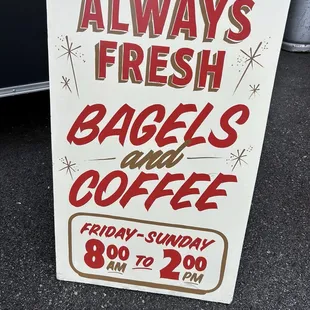 ALWAYS
FRESH
BAGELS
and
COFFEE
FRIDAY-SUNDAY
8:00 AM TO 2:00 PM